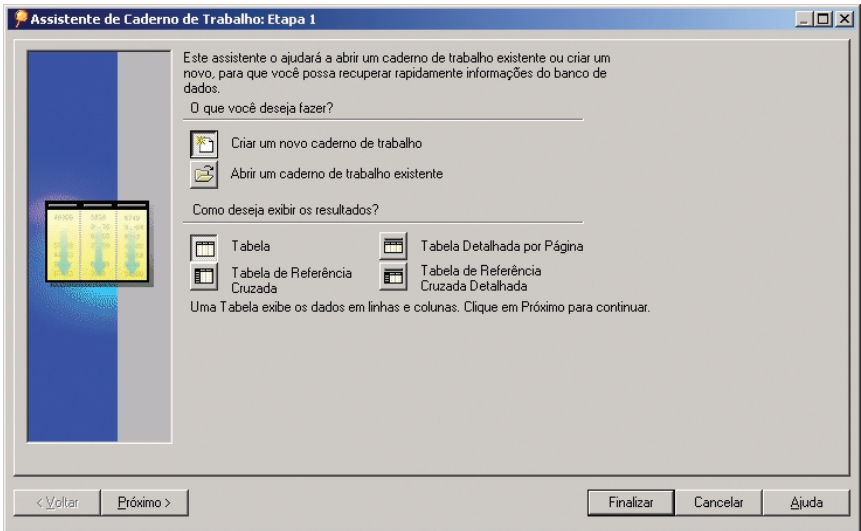 Assistente de Caderno de Trabalho: Etapa 1
Este assistente o ajudará a abrir um caderno de trabalho existente ou criar um
novo, para que você possa recuperar rapidamente informações do banco de
dados.
O que você deseja fazer?
Criar um novo caderno de trabalho
Abrir um caderno de trabalho existente
Como deseja exibir os resultados?
Tabela
Tabela Detalhada por Página
Tabela de Referência
Cruzada
Tabela de Referência
Cruzada Detalhada
Uma Tabela exibe os dados em linhas e colunas. Clique em Próximo para continuar.
< Voltar
Próximo >
Finalizar
Cancelar
Ajuda